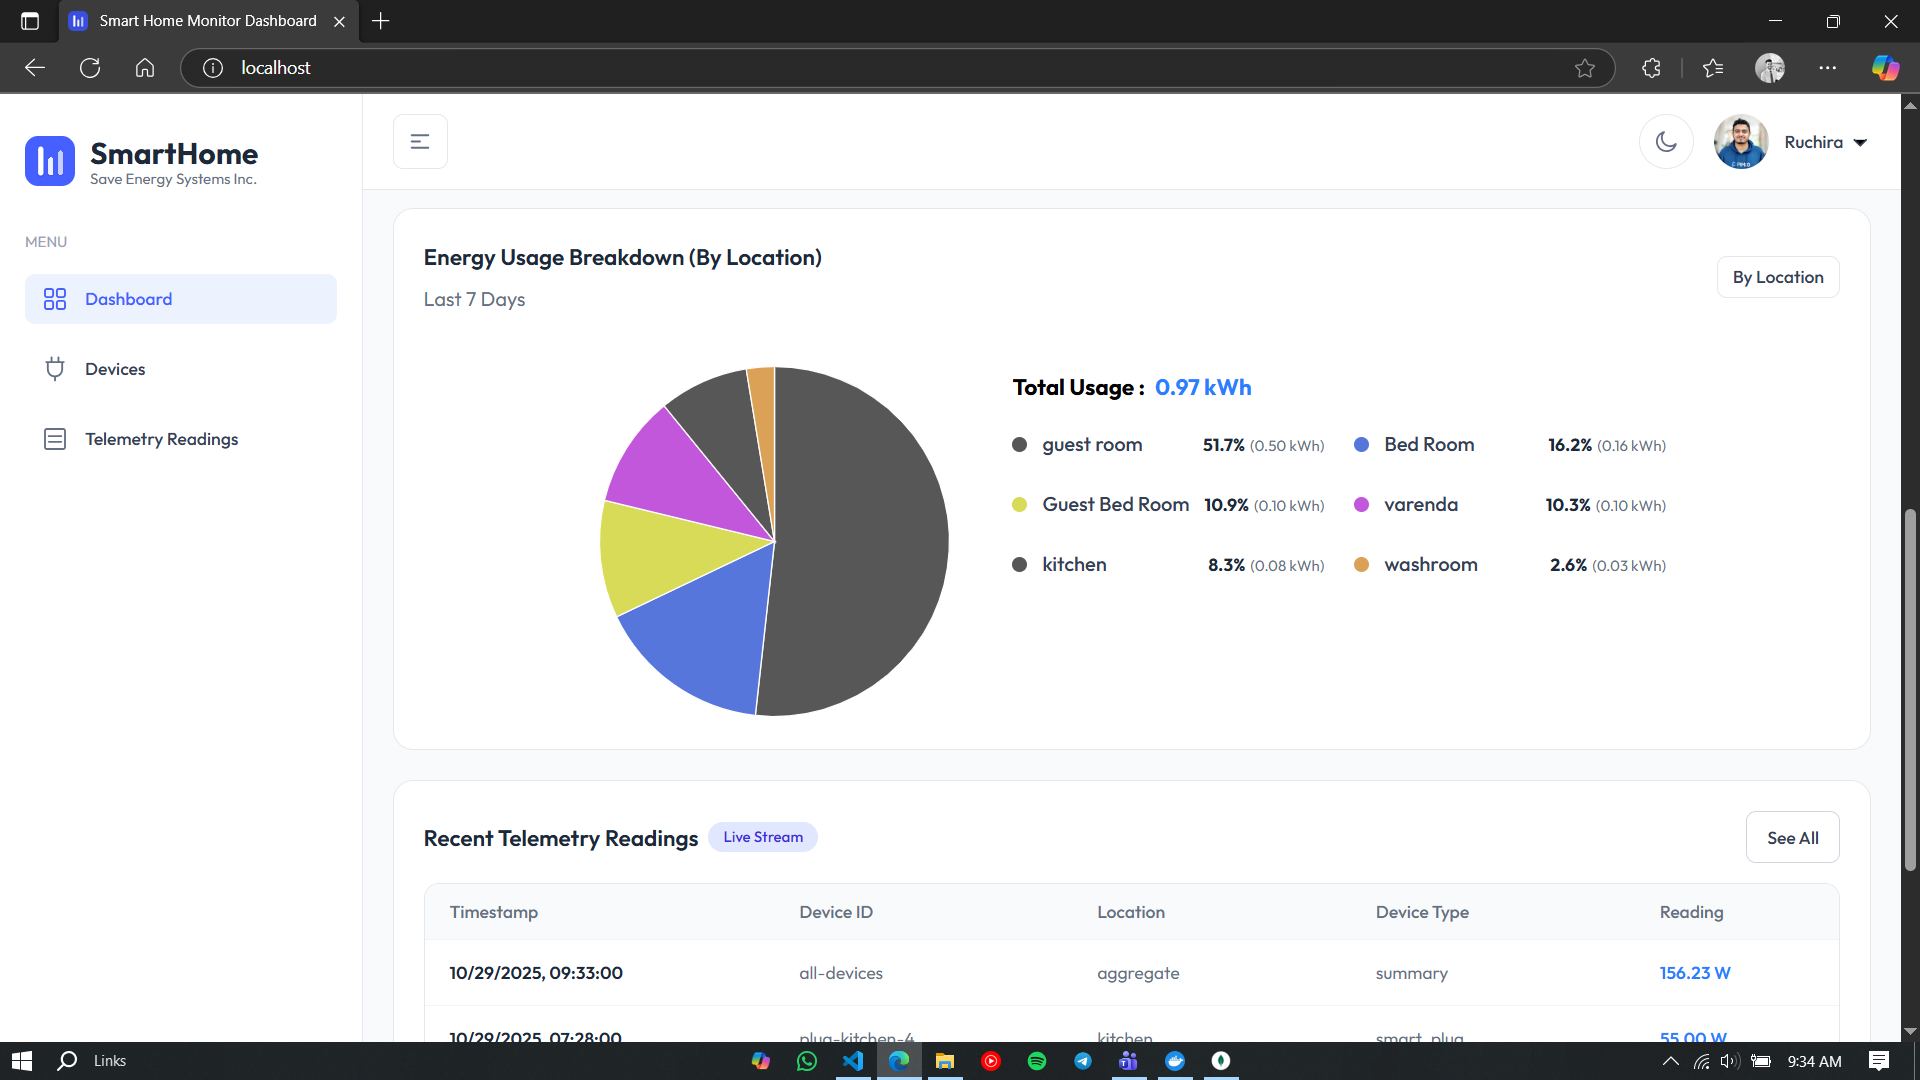 Smart Home Monitor Dashboard
localhost
SmartHome
Save Energy Systems Inc.
MENU
Dashboard
Devices
Telemetry Readings
Ruchira
Energy Usage Breakdown (By Location)
Last 7 Days
By Location
Total Usage : 0.97 kWh
guest room 51.7% (0.50 kWh) Bed Room 16.2% (0.16 kWh)
Guest Bed Room 10.9% (0.10 kWh) varenda 10.3% (0.10 kWh)
kitchen 8.3% (0.08 kWh) washroom 2.6% (0.03 kWh)
Recent Telemetry Readings Live Stream
See All
Timestamp Device ID Location Device Type Reading
10/29/2025, 09:33:00 all-devices aggregate summary 156.23 W
10/29/2025, 07:28:00 plug-kitchen-4 kitchen smart_plug 55.00 W
Links
9:34 AM